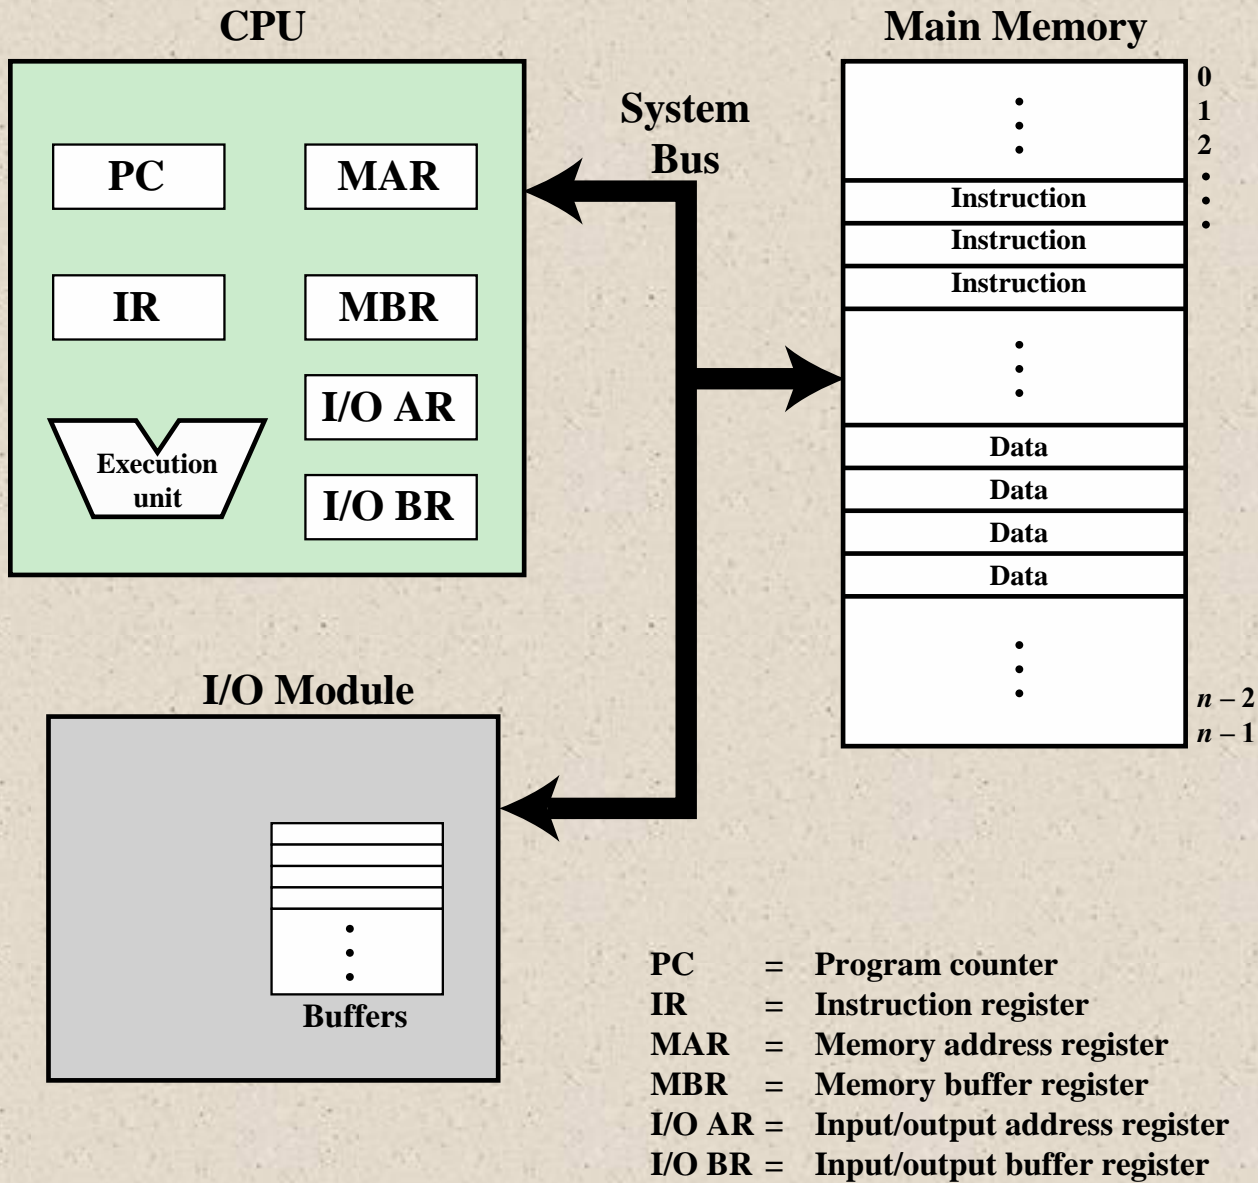 CPU
PC
MAR
IR
MBR
I/O AR
Execution
unit
I/O BR
System
Bus
Main Memory
0
1
2
Instruction
Instruction
Instruction
Data
Data
Data
Data
n – 2
n – 1
I/O Module
Buffers
PC = Program counter
IR = Instruction register
MAR = Memory address register
MBR = Memory buffer register
I/O AR = Input/output address register
I/O BR = Input/output buffer register